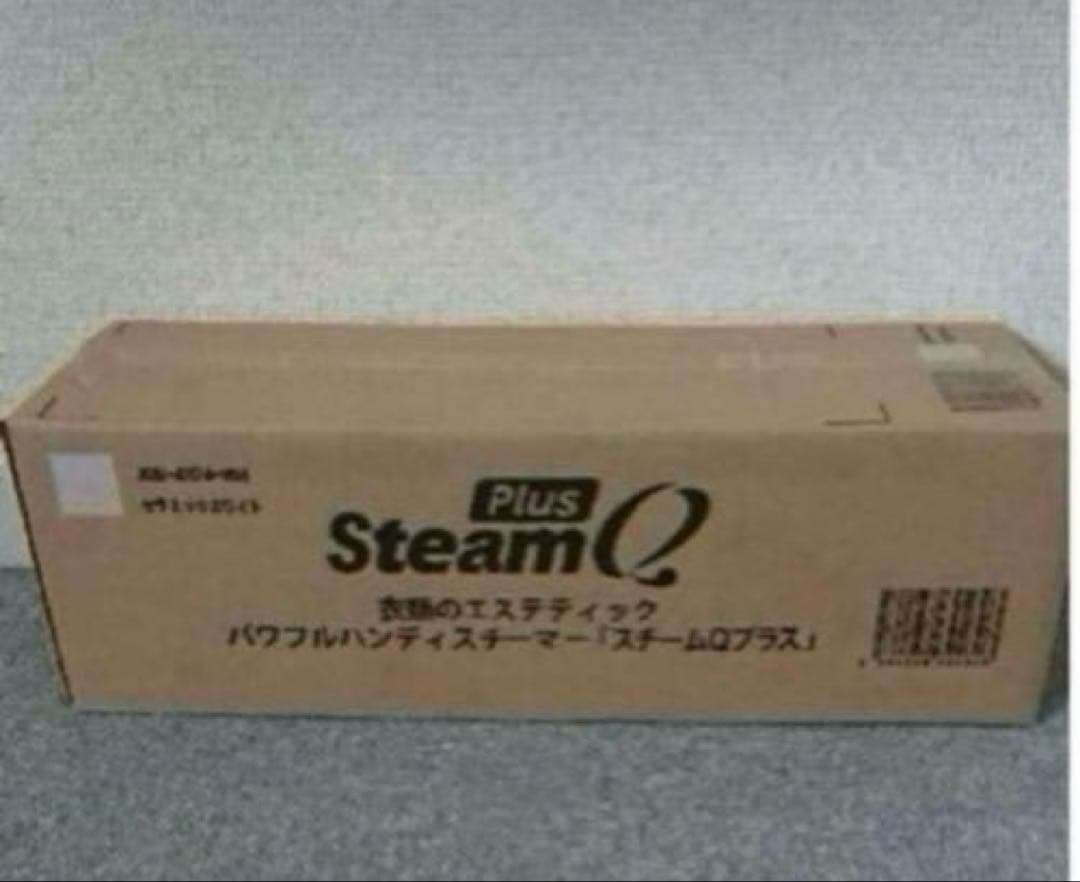 Plus
Steam Q
衣類のエステティック
パワフルハンディスチーマー「スチームQプラス」